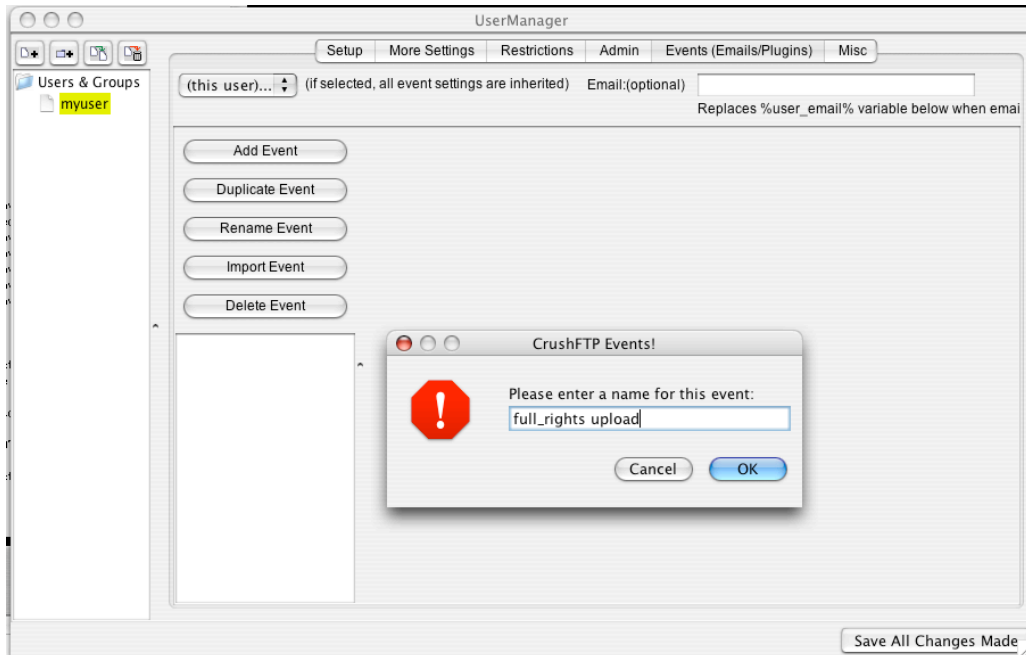 UserManager
Setup More Settings Restrictions Admin Events (Emails/Plugins) Misc
Users & Groups
myuser
(this user)... (if selected, all event settings are inherited) Email:(optional)
Replaces %user_email% variable below when emai
Add Event
Duplicate Event
Rename Event
Import Event
Delete Event
CrushFTP Events!
Please enter a name for this event:
full_rights upload
Cancel OK
Save All Changes Made